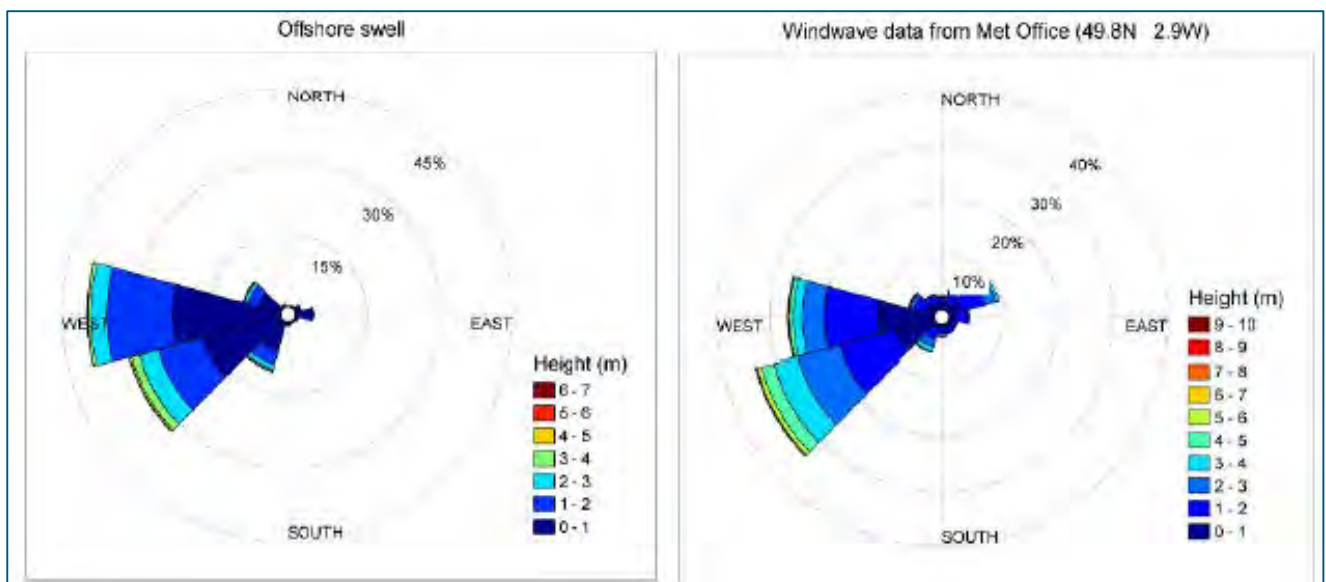 Offshore swell
NORTH
45%
30%
15%
WEST
EAST
SOUTH
Height (m)
6 - 7
5 - 6
4 - 5
3 - 4
2 - 3
1 - 2
0 - 1
Windwave data from Met Office (49.8N 2.9W)
NORTH
40%
30%
20%
10%
WEST
EAST
SOUTH
Height (m)
9 - 10
8 - 9
7 - 8
6 - 7
5 - 6
4 - 5
3 - 4
2 - 3
1 - 2
0 - 1